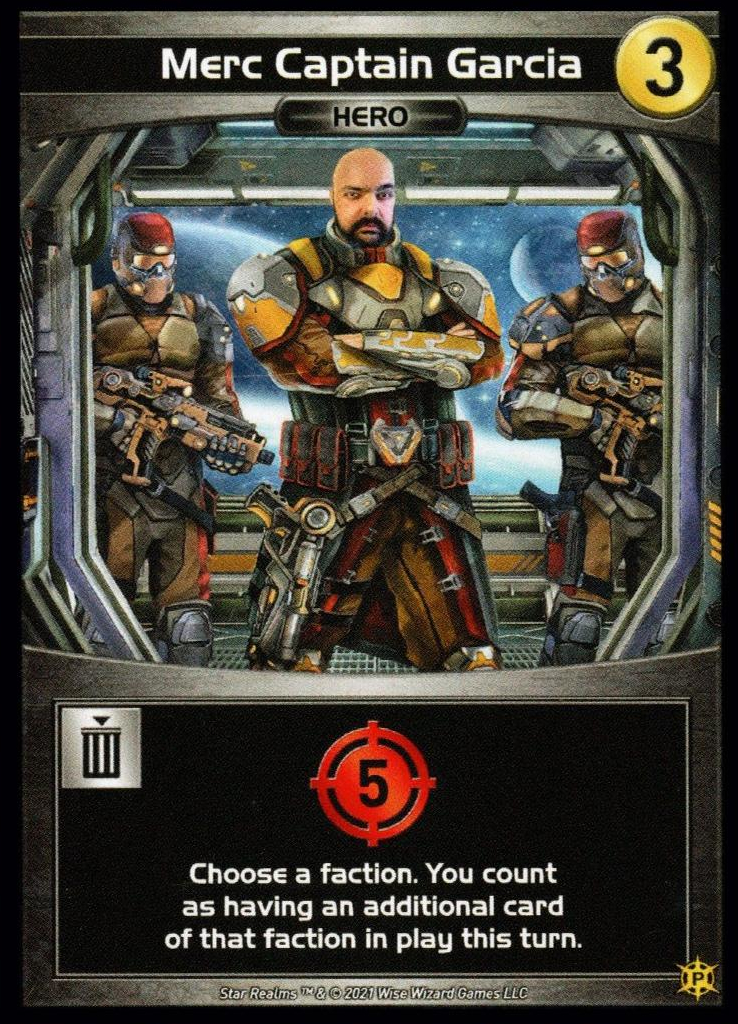 Merc Captain Garcia
3
HERO
5
Choose a faction. You count
as having an additional card
of that faction in play this turn.
P
Star Realms ™ & © 2021 Wise Wizard Games LLC